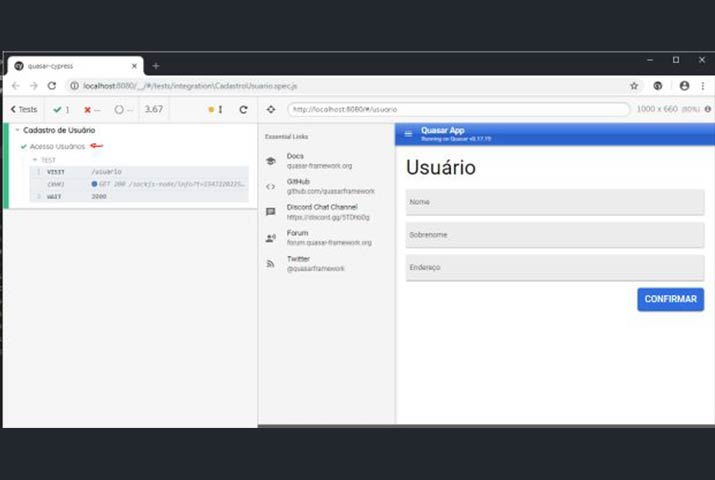 quasar-cypress
localhost:8080/__/#/tests/integration\CadastroUsuario.spec.js
Tests
1
--
--
3.67
http://localhost:8080/#/usuario
1000 x 660 (80%)
Cadastro de Usuário
Acesso Usuários
TEST
1 VISIT /usuario
(XHR) GET 200 /sockjs-node/info?
2 WAIT 2000
Essential Links
Docs
quasar-framework.org
GitHub
github.com/quasarframework
Discord Chat Channel
https://discord.gg/5TDhbDg
Forum
forum.quasar-framework.org
Twitter
@quasarframework
Quasar App
Running on Quasar v0.17.19
Usuário
Nome
Sobrenome
Endereço
CONFIRMAR